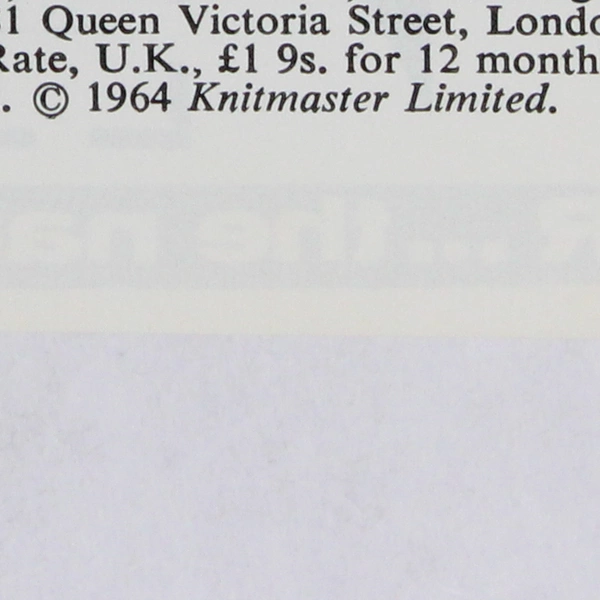 1 Queen Victoria Street, Londo
Rate, U.K., £1 9s. for 12 month
. © 1964 Knitmaster Limited.